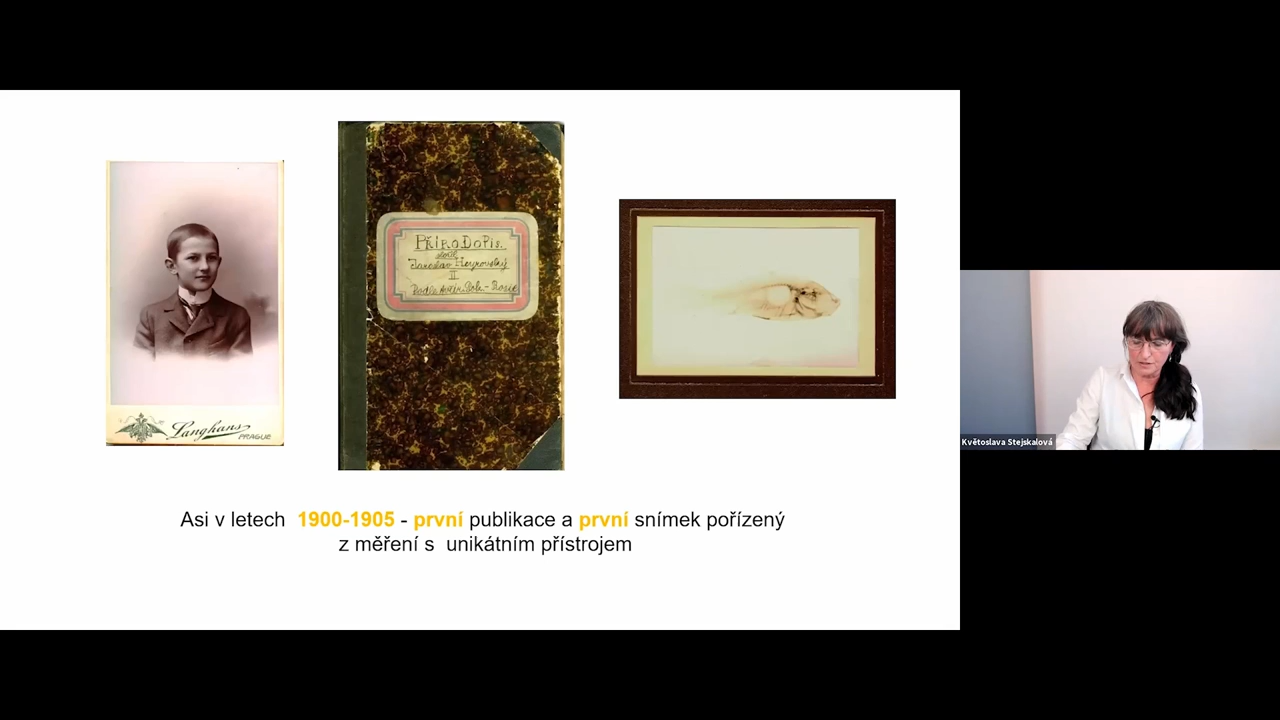 Langhans
PRAGUE
PŘÍRODOPIS.
Jaroslav Heyrovský
II
Asi v letech 1900-1905 - první publikace a první snímek pořízený
z měření s unikátním přístrojem
Květoslava Stejskalová